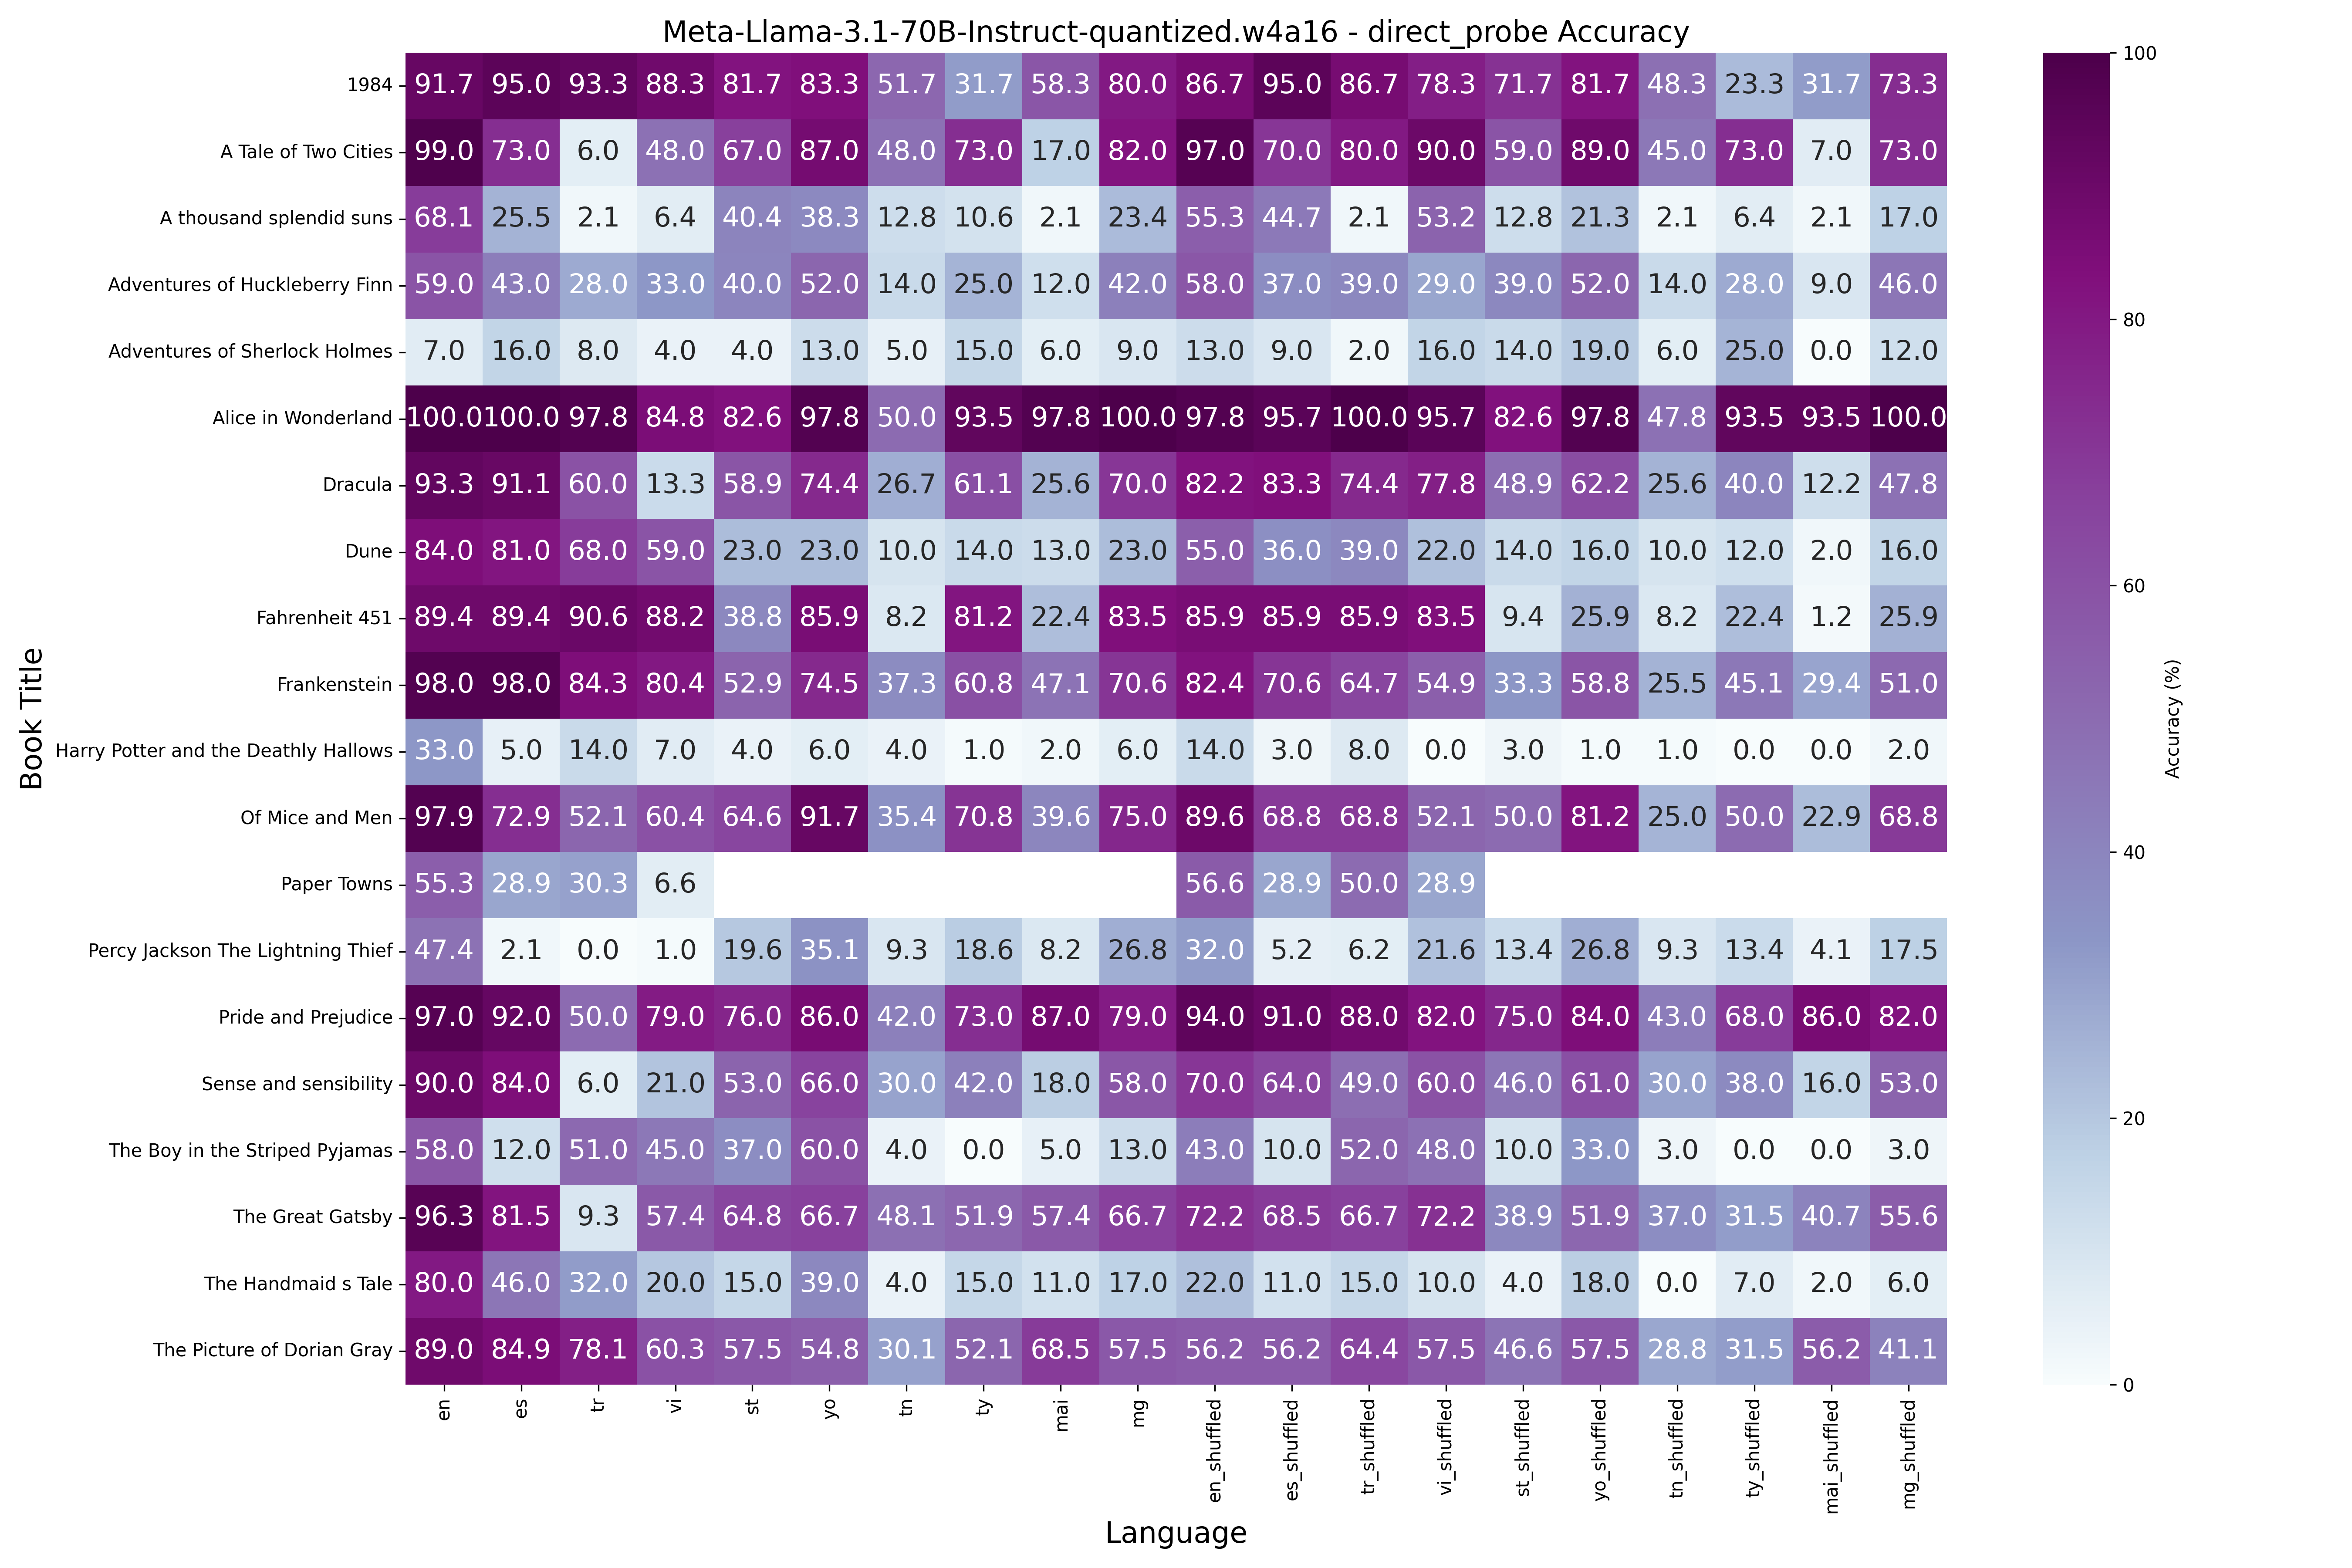 Meta-Llama-3.1-70B-Instruct-quantized.w4a16 - direct_probe Accuracy
1984 91.7 95.0 93.3 88.3 81.7 83.3 51.7 31.7 58.3 80.0 86.7 95.0 86.7 78.3 71.7 81.7 48.3 23.3 31.7 73.3
A Tale of Two Cities 99.0 73.0 6.0 48.0 67.0 87.0 48.0 73.0 17.0 82.0 97.0 70.0 80.0 90.0 59.0 89.0 45.0 73.0 7.0 73.0
A thousand splendid suns 68.1 25.5 2.1 6.4 40.4 38.3 12.8 10.6 2.1 23.4 55.3 44.7 2.1 53.2 12.8 21.3 2.1 6.4 2.1 17.0
Adventures of Huckleberry Finn 59.0 43.0 28.0 33.0 40.0 52.0 14.0 25.0 12.0 42.0 58.0 37.0 39.0 29.0 39.0 52.0 14.0 28.0 9.0 46.0
Adventures of Sherlock Holmes 7.0 16.0 8.0 4.0 4.0 13.0 5.0 15.0 6.0 9.0 13.0 9.0 2.0 16.0 14.0 19.0 6.0 25.0 0.0 12.0
Alice in Wonderland 100.0 100.0 97.8 84.8 82.6 97.8 50.0 93.5 97.8 100.0 97.8 95.7 100.0 95.7 82.6 97.8 47.8 93.5 93.5 100.0
Dracula 93.3 91.1 60.0 13.3 58.9 74.4 26.7 61.1 25.6 70.0 82.2 83.3 74.4 77.8 48.9 62.2 25.6 40.0 12.2 47.8
Dune 84.0 81.0 68.0 59.0 23.0 23.0 10.0 14.0 13.0 23.0 55.0 36.0 39.0 22.0 14.0 16.0 10.0 12.0 2.0 16.0
Fahrenheit 451 89.4 89.4 90.6 88.2 38.8 85.9 8.2 81.2 22.4 83.5 85.9 85.9 85.9 83.5 9.4 25.9 8.2 22.4 1.2 25.9
Frankenstein 98.0 98.0 84.3 80.4 52.9 74.5 37.3 60.8 47.1 70.6 82.4 70.6 64.7 54.9 33.3 58.8 25.5 45.1 29.4 51.0
Harry Potter and the Deathly Hallows 33.0 5.0 14.0 7.0 4.0 6.0 4.0 1.0 2.0 6.0 14.0 3.0 8.0 0.0 3.0 1.0 1.0 0.0 0.0 2.0
Of Mice and Men 97.9 72.9 52.1 60.4 64.6 91.7 35.4 70.8 39.6 75.0 89.6 68.8 68.8 52.1 50.0 81.2 25.0 50.0 22.9 68.8
Paper Towns 55.3 28.9 30.3 6.6 56.6 28.9 50.0 28.9
Percy Jackson The Lightning Thief 47.4 2.1 0.0 1.0 19.6 35.1 9.3 18.6 8.2 26.8 32.0 5.2 6.2 21.6 13.4 26.8 9.3 13.4 4.1 17.5
Pride and Prejudice 97.0 92.0 50.0 79.0 76.0 86.0 42.0 73.0 87.0 79.0 94.0 91.0 88.0 82.0 75.0 84.0 43.0 68.0 86.0 82.0
Sense and sensibility 90.0 84.0 6.0 21.0 53.0 66.0 30.0 42.0 18.0 58.0 70.0 64.0 49.0 60.0 46.0 61.0 30.0 38.0 16.0 53.0
The Boy in the Striped Pyjamas 58.0 12.0 51.0 45.0 37.0 60.0 4.0 0.0 5.0 13.0 43.0 10.0 52.0 48.0 10.0 33.0 3.0 0.0 0.0 3.0
The Great Gatsby 96.3 81.5 9.3 57.4 64.8 66.7 48.1 51.9 57.4 66.7 72.2 68.5 66.7 72.2 38.9 51.9 37.0 31.5 40.7 55.6
The Handmaid s Tale 80.0 46.0 32.0 20.0 15.0 39.0 4.0 15.0 11.0 17.0 22.0 11.0 15.0 10.0 4.0 18.0 0.0 7.0 2.0 6.0
The Picture of Dorian Gray 89.0 84.9 78.1 60.3 57.5 54.8 30.1 52.1 68.5 57.5 56.2 56.2 64.4 57.5 46.6 57.5 28.8 31.5 56.2 41.1
en es tr vi st yo tn ty mai mg en_shuffled es_shuffled tr_shuffled vi_shuffled st_shuffled yo_shuffled tn_shuffled ty_shuffled mai_shuffled mg_shuffled
Language
Book Title
100
80
60
40
20
0
Accuracy (%)